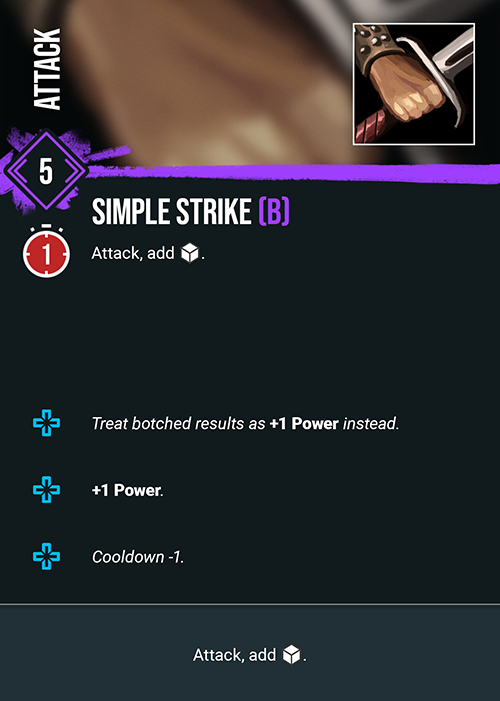 ATTACK
5
SIMPLE STRIKE (B)
1
Attack, add .
Treat botched results as +1 Power instead.
+1 Power.
Cooldown -1.
Attack, add .